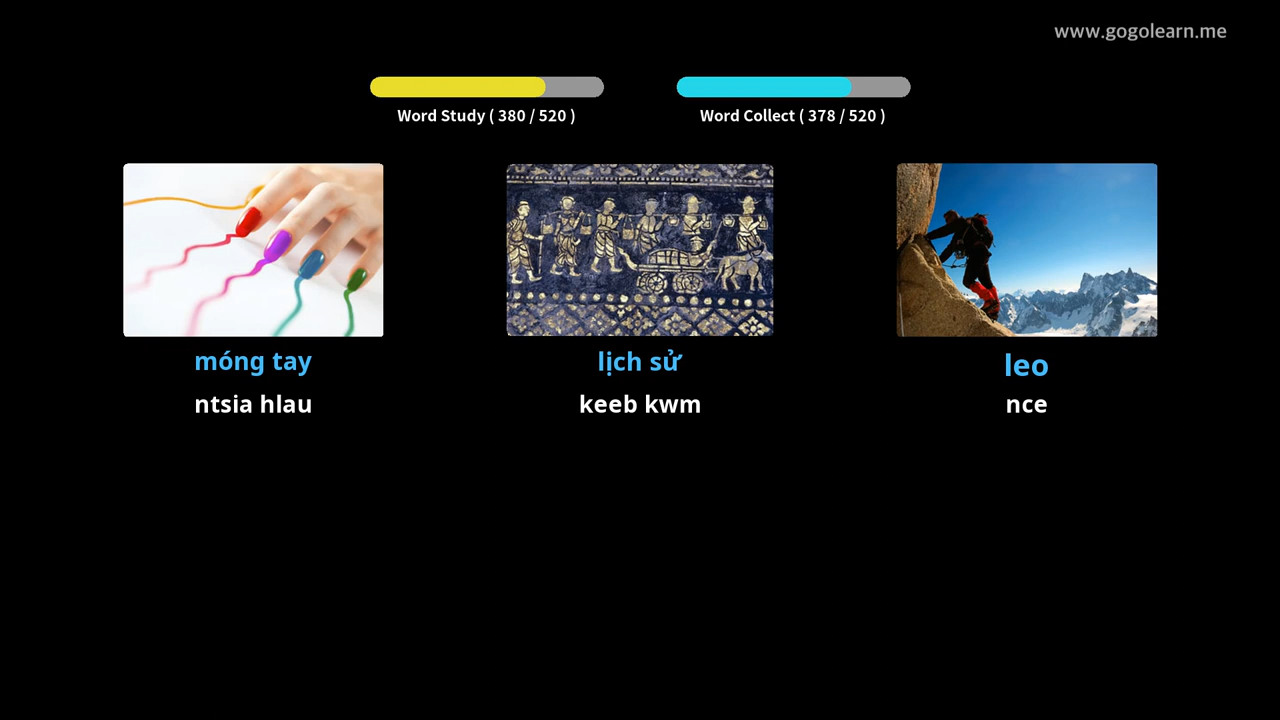 www.gogolearn.me
Word Study ( 380 / 520 )
Word Collect ( 378 / 520 )
móng tay
lịch sử
leo
ntsia hlau
keeb kwm
nce